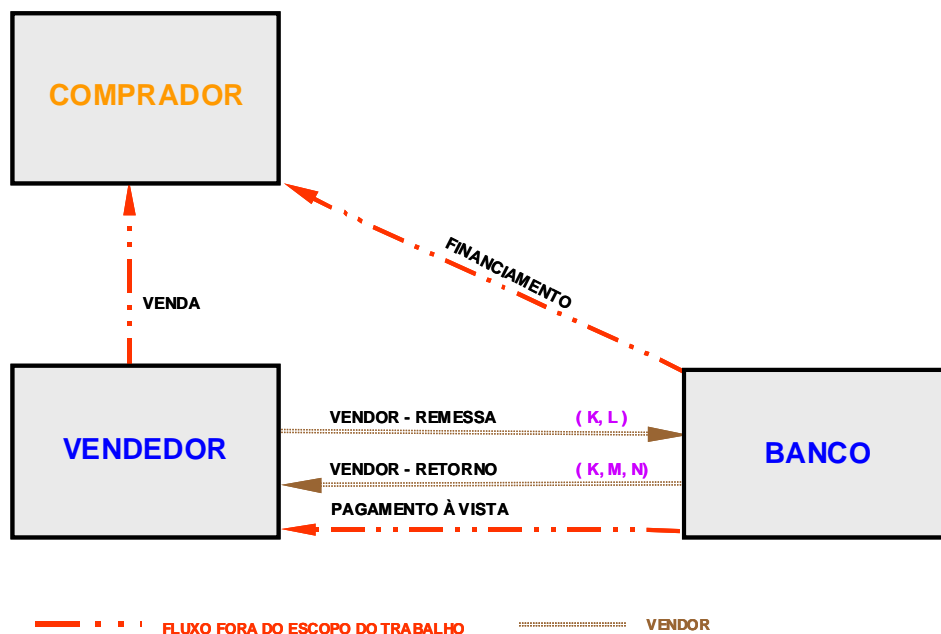 COMPRADOR
FINANCIAMENTO
VENDA
VENDEDOR
VENDOR - REMESSA ( K, L )
VENDOR - RETORNO ( K, M, N)
PAGAMENTO À VISTA
BANCO
FLUXO FORA DO ESCOPO DO TRABALHO
VENDOR